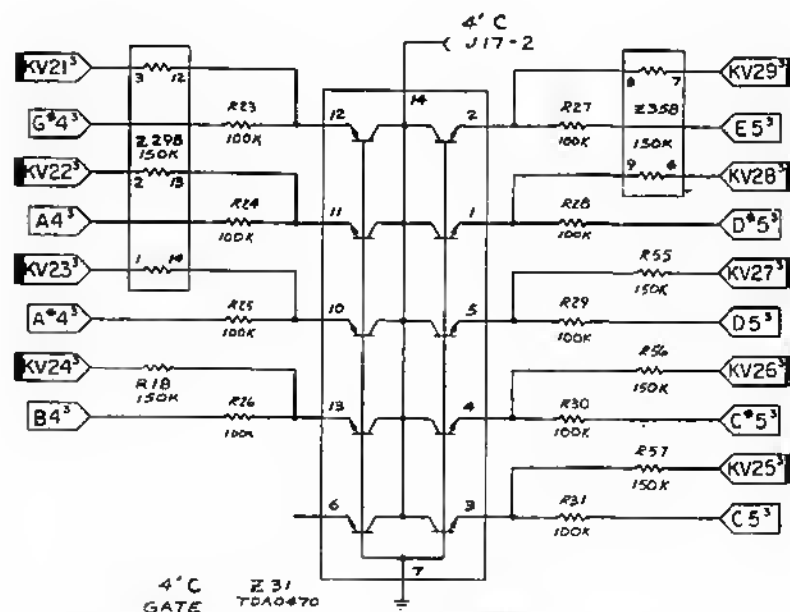 4' C
J17-2
KV21³ 3 12 8 7 KV29³
14
G#4³ R23 100K 12 2 R27 100K Z358 150K E5³
Z298 150K
KV22³ 2 13 9 6 KV28³
A4³ R24 100K 11 1 R28 100K D#5³
KV23³ 1 14 R55 150K KV27³
A#4³ R25 100K 10 5 R29 100K D5³
KV24³ R18 150K R56 150K KV26³
B4³ R26 100K 13 4 R30 100K C#5³
R57 150K KV25³
6 3 R31 100K C5³
7
4' C Z31
GATE TDA0470